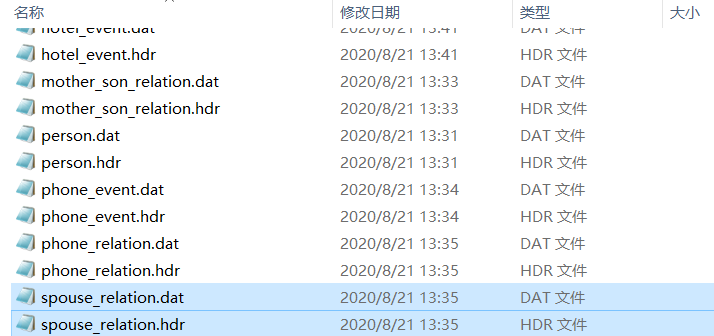 名称 修改日期 类型 大小
hotel_event.dat 2020/8/21 13:41 DAT 文件
hotel_event.hdr 2020/8/21 13:41 HDR 文件
mother_son_relation.dat 2020/8/21 13:33 DAT 文件
mother_son_relation.hdr 2020/8/21 13:33 HDR 文件
person.dat 2020/8/21 13:31 DAT 文件
person.hdr 2020/8/21 13:31 HDR 文件
phone_event.dat 2020/8/21 13:34 DAT 文件
phone_event.hdr 2020/8/21 13:34 HDR 文件
phone_relation.dat 2020/8/21 13:35 DAT 文件
phone_relation.hdr 2020/8/21 13:35 HDR 文件
spouse_relation.dat 2020/8/21 13:35 DAT 文件
spouse_relation.hdr 2020/8/21 13:35 HDR 文件